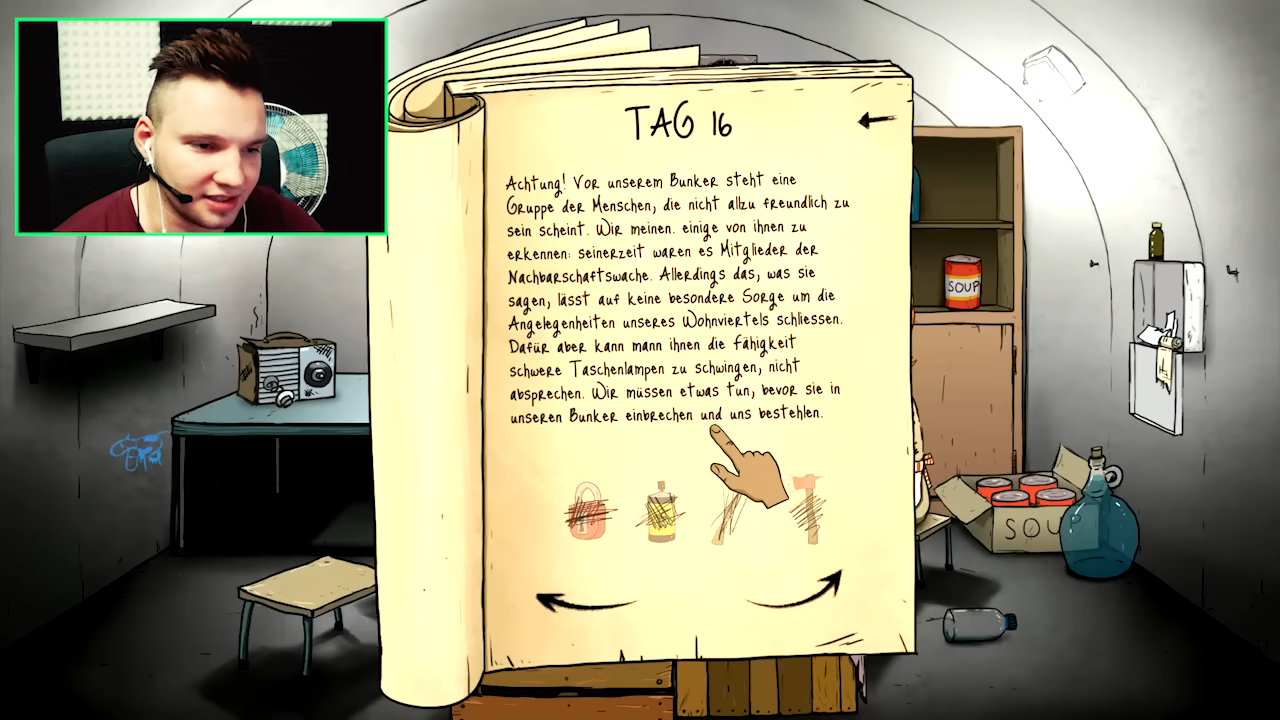 TAG 16
Achtung! Vor unserem Bunker steht eine
Gruppe der Menschen, die nicht allzu freundlich zu
sein scheint. Wir meinen. einige von ihnen zu
erkennen: seinerzeit waren es Mitglieder der
Nachbarschaftswache. Allerdings das, was sie
sagen, lässt auf keine besondere Sorge um die
Angelegenheiten unseres Wohnviertels schliessen.
Dafür aber kann mann ihnen die Fähigkeit
schwere Taschenlampen zu schwingen, nicht
absprechen. Wir müssen etwas tun, bevor sie in
unseren Bunker einbrechen und uns bestehlen.
SOUP
SOU